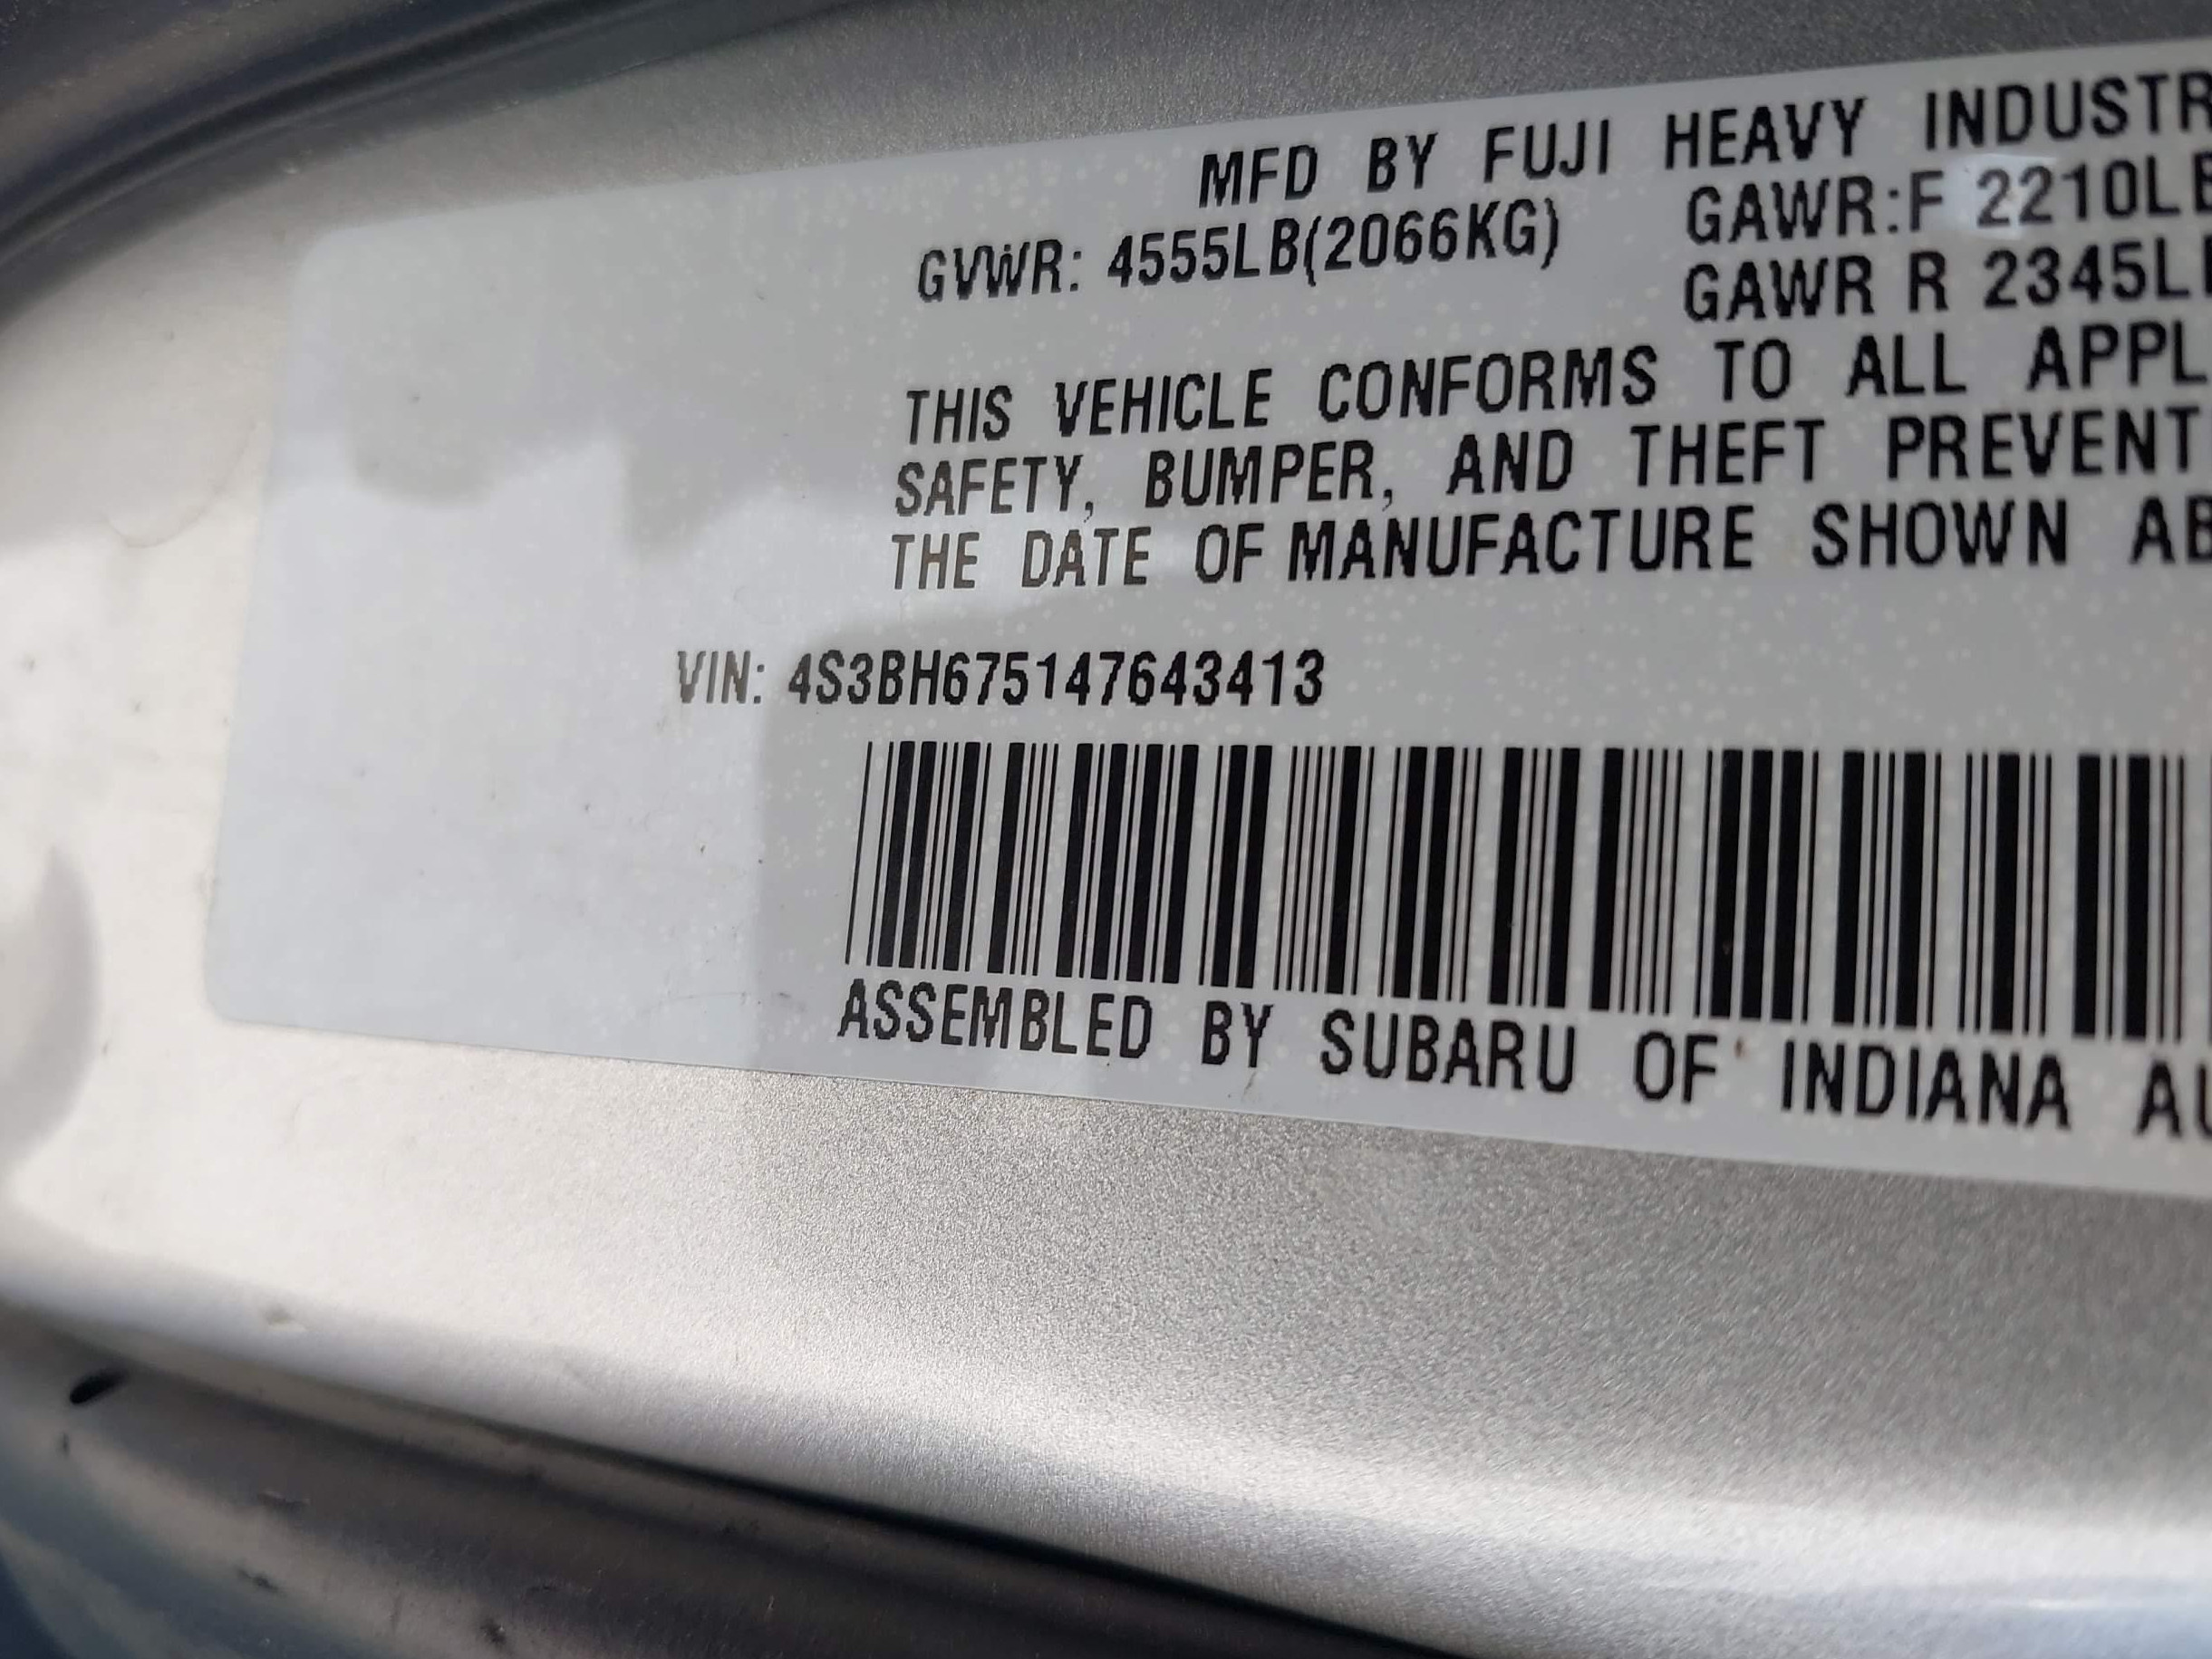 MFD BY FUJI HEAVY INDUSTR
GVWR: 4555LB(2066KG) GAWR:F 2210LB
GAWR R 2345LB
THIS VEHICLE CONFORMS TO ALL APPL
SAFETY, BUMPER, AND THEFT PREVENT
THE DATE OF MANUFACTURE SHOWN AB
VIN: 4S3BH675147643413
ASSEMBLED BY SUBARU OF INDIANA AU